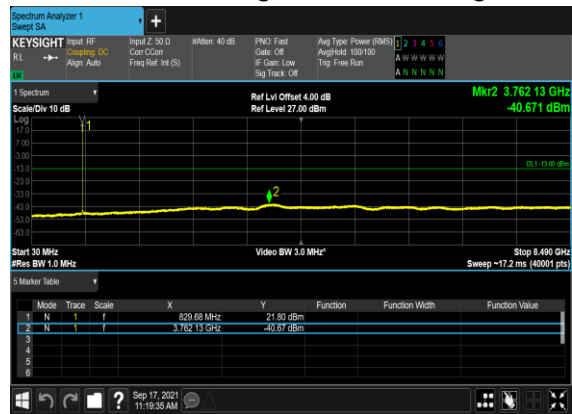 Spectrum Analyzer 1
Swept SA
KEYSIGHT Input: RF Input Z: 50 Ω #Atten: 40 dB PNO: Fast Avg Type: Power (RMS) 1 2 3 4 5 6
RL Coupling: DC Corr CCorr Gate: Off Avg|Hold: 100/100 A W W W W W
Align: Auto Freq Ref: Int (S) IF Gain: Low Trig: Free Run
LXI Sig Track: Off A N N N N N
1 Spectrum Ref Lvl Offset 4.00 dB Mkr2 3.762 13 GHz
Scale/Div 10 dB Ref Level 27.00 dBm -40.671 dBm
Log
17.0 1
7.00
-3.00
-13.0 DL1 -13.00 dBm
-23.0
-33.0 2
-43.0
-53.0
-63.0
Start 30 MHz Video BW 3.0 MHz* Stop 8.490 GHz
#Res BW 1.0 MHz Sweep ~17.2 ms (40001 pts)
5 Marker Table
Mode Trace Scale X Y Function Function Width Function Value
1 N 1 f 829.68 MHz 21.80 dBm
2 N 1 f 3.762 13 GHz -40.67 dBm
3
4
5
6
? Sep 17, 2021
11:19:35 AM